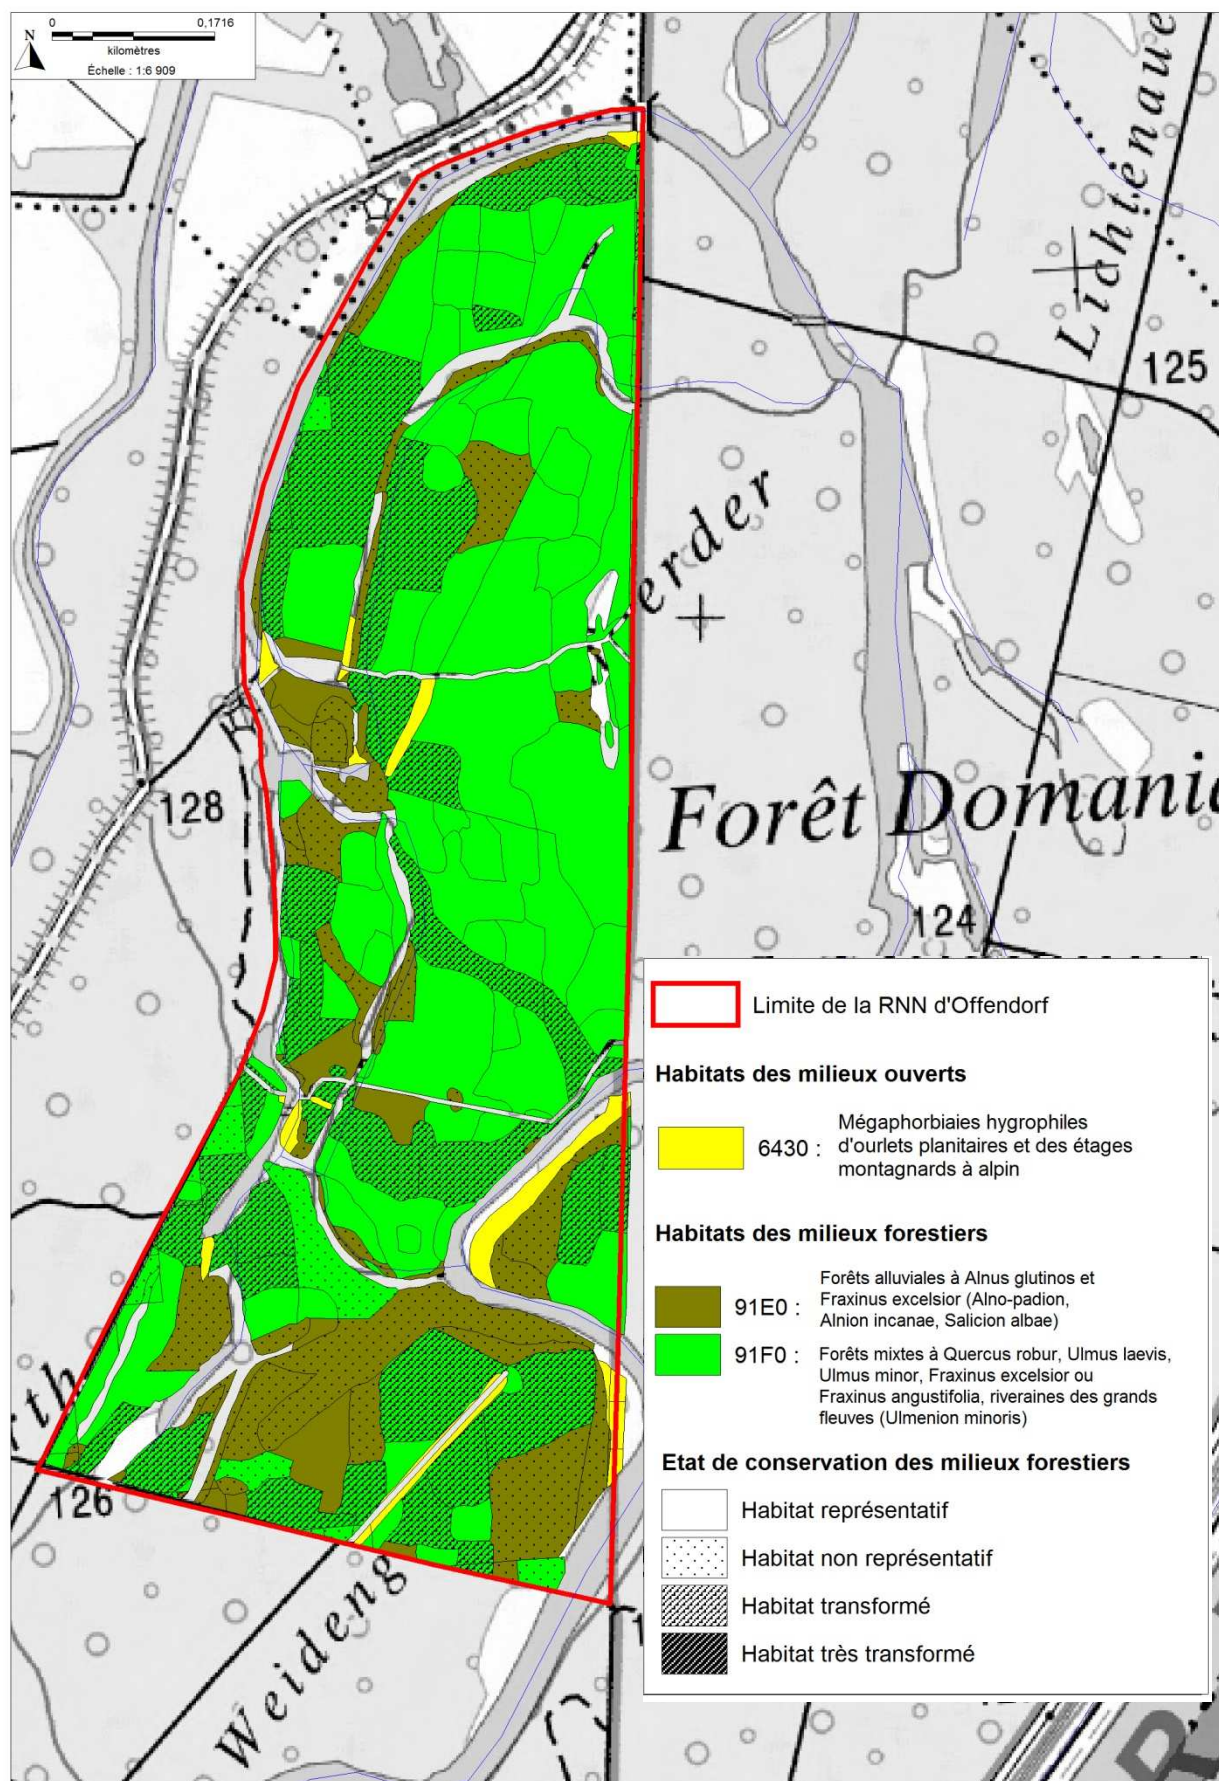 0 0,1716
N
kilomètres
Échelle : 1:6 909
Lichtenaue
125
erder
128
Forêt Domania
124
Limite de la RNN d'Offendorf
Habitats des milieux ouverts
6430 : Mégaphorbiaies hygrophiles
d'ourlets planitaires et des étages
montagnards à alpin
Habitats des milieux forestiers
91E0 : Forêts alluviales à Alnus glutinos et
Fraxinus excelsior (Alno-padion,
Alnion incanae, Salicion albae)
91F0 : Forêts mixtes à Quercus robur, Ulmus laevis,
Ulmus minor, Fraxinus excelsior ou
Fraxinus angustifolia, riveraines des grands
fleuves (Ulmenion minoris)
Etat de conservation des milieux forestiers
Habitat représentatif
Habitat non représentatif
Habitat transformé
Habitat très transformé
rth
126
Weideng
R